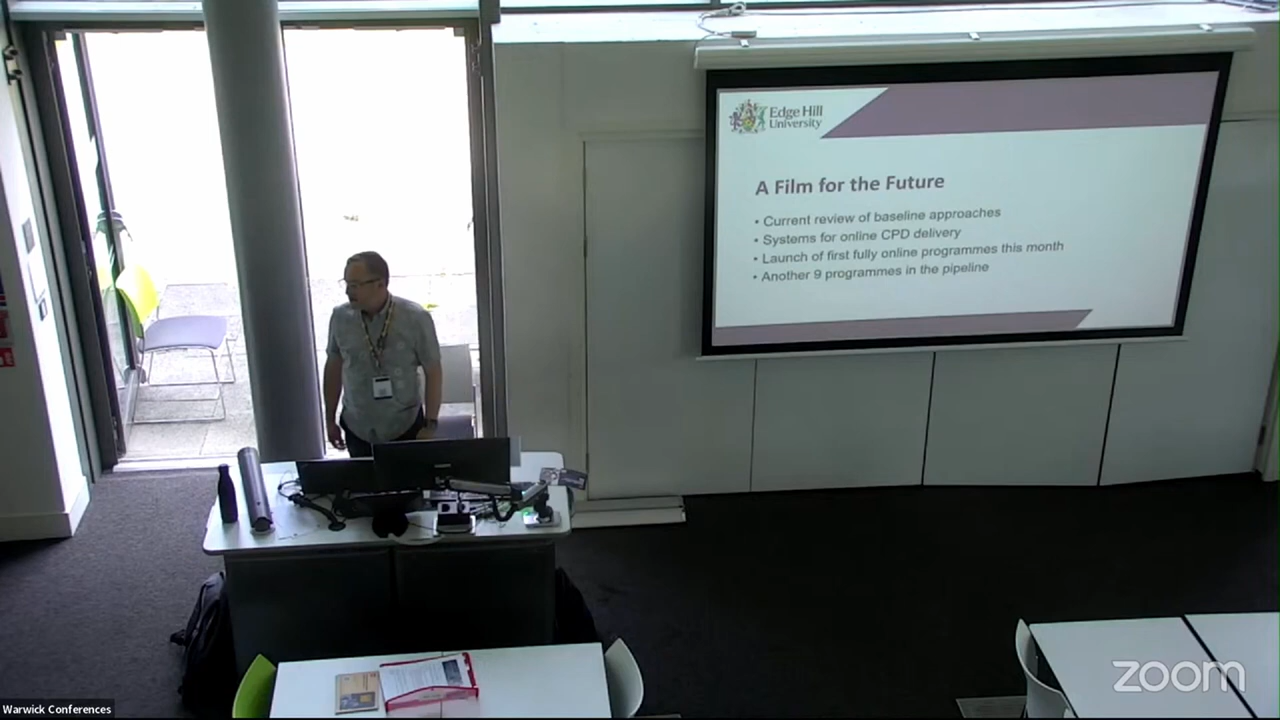 Edge Hill
University
A Film for the Future
• Current review of baseline approaches
• Systems for online CPD delivery
• Launch of first fully online programmes this month
• Another 9 programmes in the pipeline
Warwick Conferences
zoom